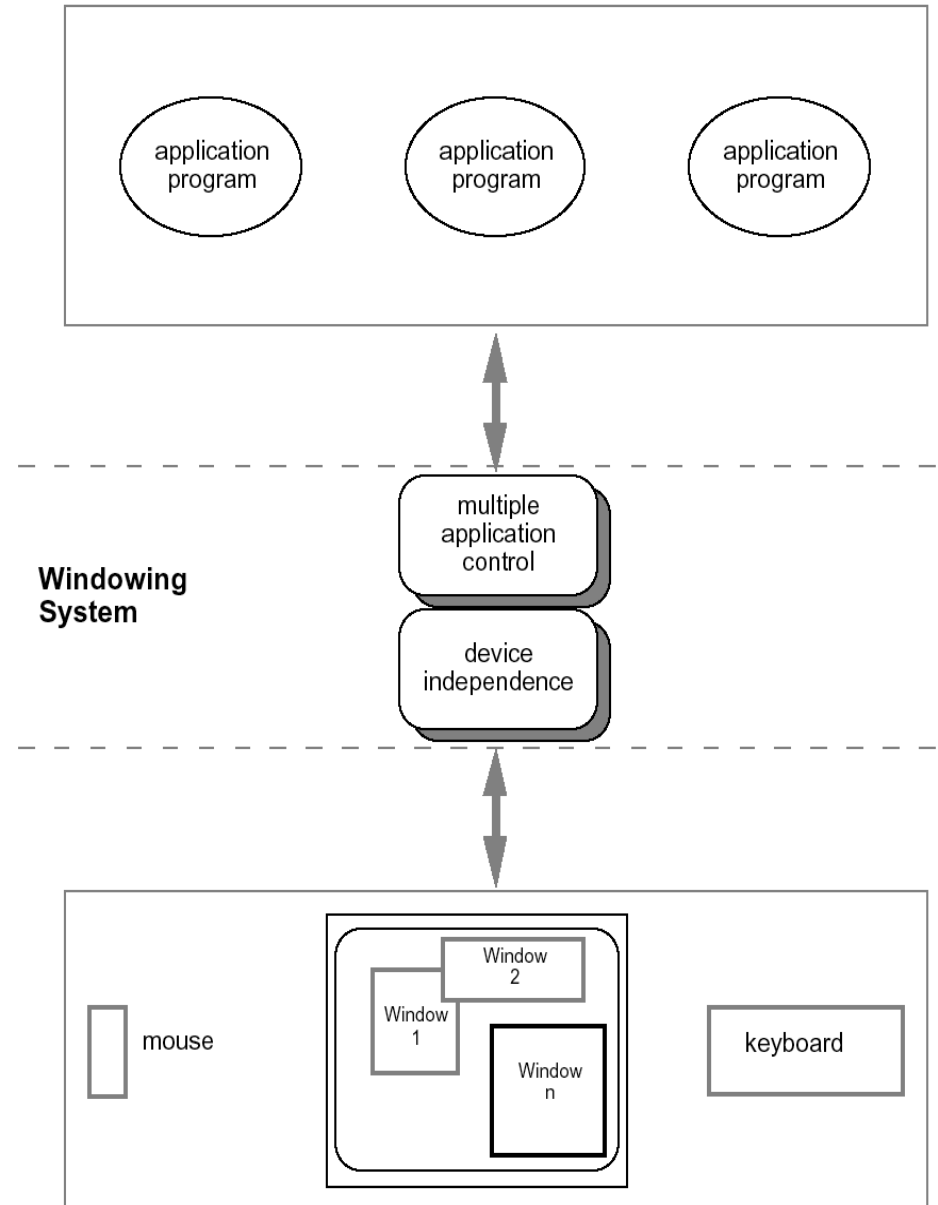 application
program
application
program
application
program
multiple
application
control
Windowing
System
device
independence
mouse
Window
2
Window
1
Window
n
keyboard